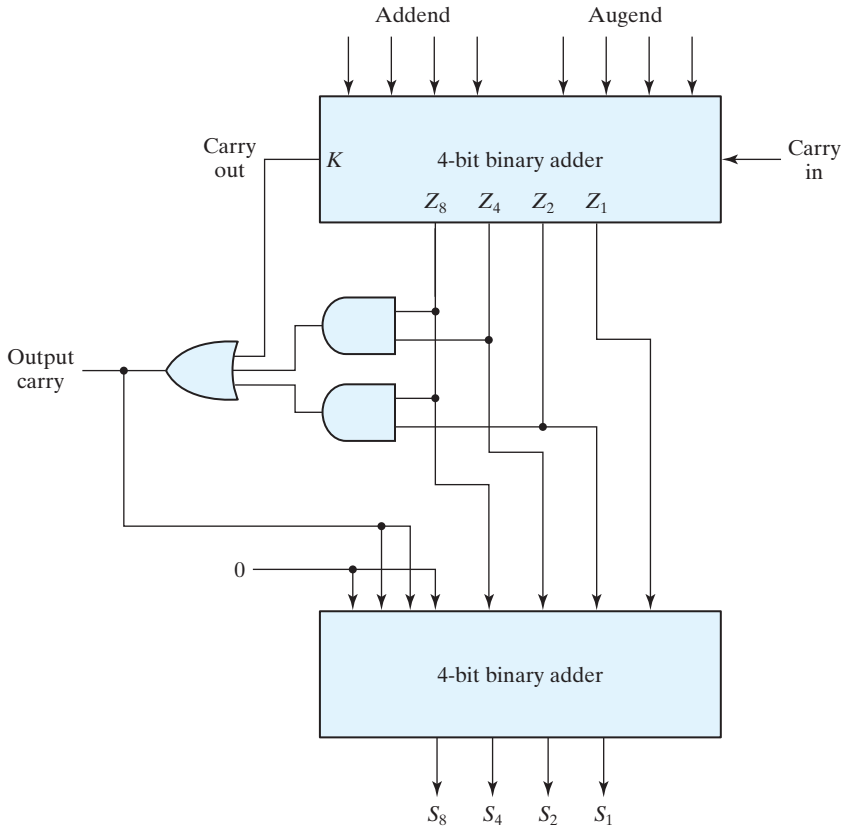 Addend
Augend
Carry
out
K
4-bit binary adder
Carry
in
Z8 Z4 Z2 Z1
Output
carry
0
4-bit binary adder
S8 S4 S2 S1